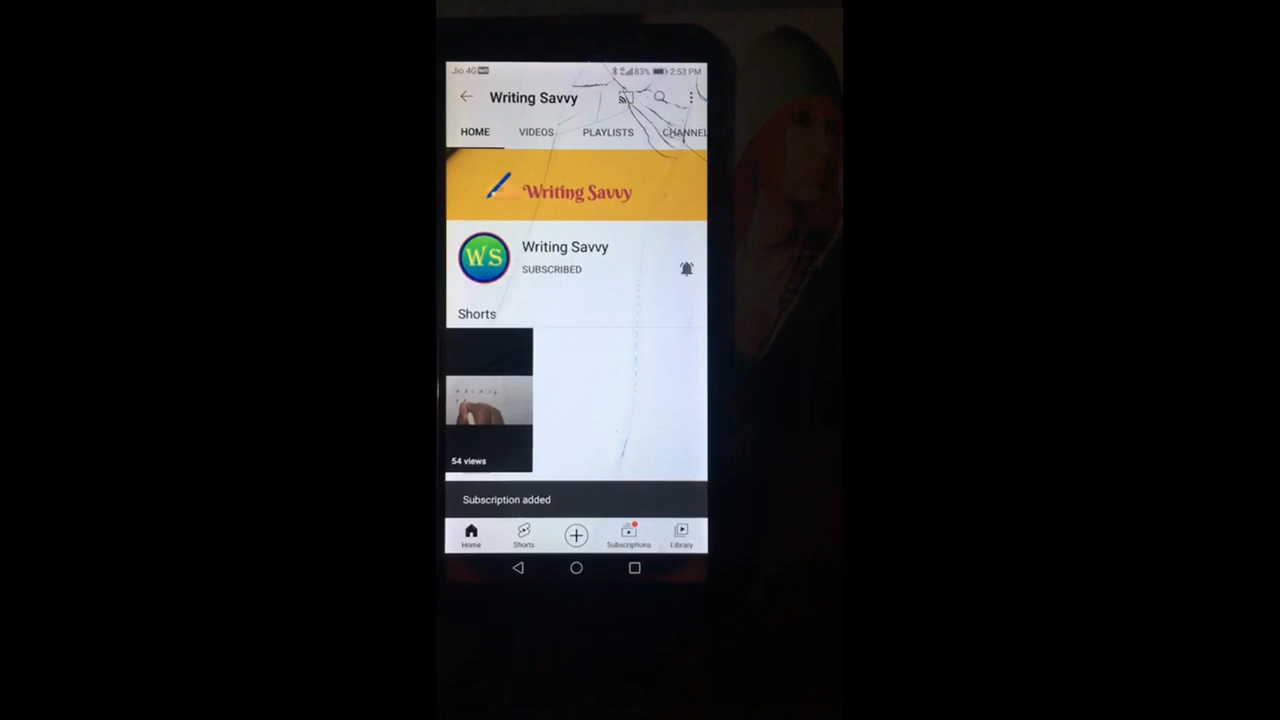 Jio 4G 83% 2:53 PM
Writing Savvy
HOME VIDEOS PLAYLISTS CHANNEL
Writing Savvy
WS
Writing Savvy
SUBSCRIBED
Shorts
54 views
Subscription added
Home Shorts Subscriptions Library